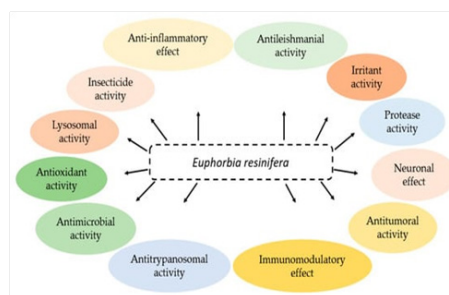 Anti-inflammatory
effect
Antileishmanial
activity
Insecticide
activity
Irritant
activity
Lysosomal
activity
Protease
activity
Euphorbia resinifera
Antioxidant
activity
Neuronal
effect
Antimicrobial
activity
Antitumoral
activity
Antitrypanosomal
activity
Immunomodulatory
effect